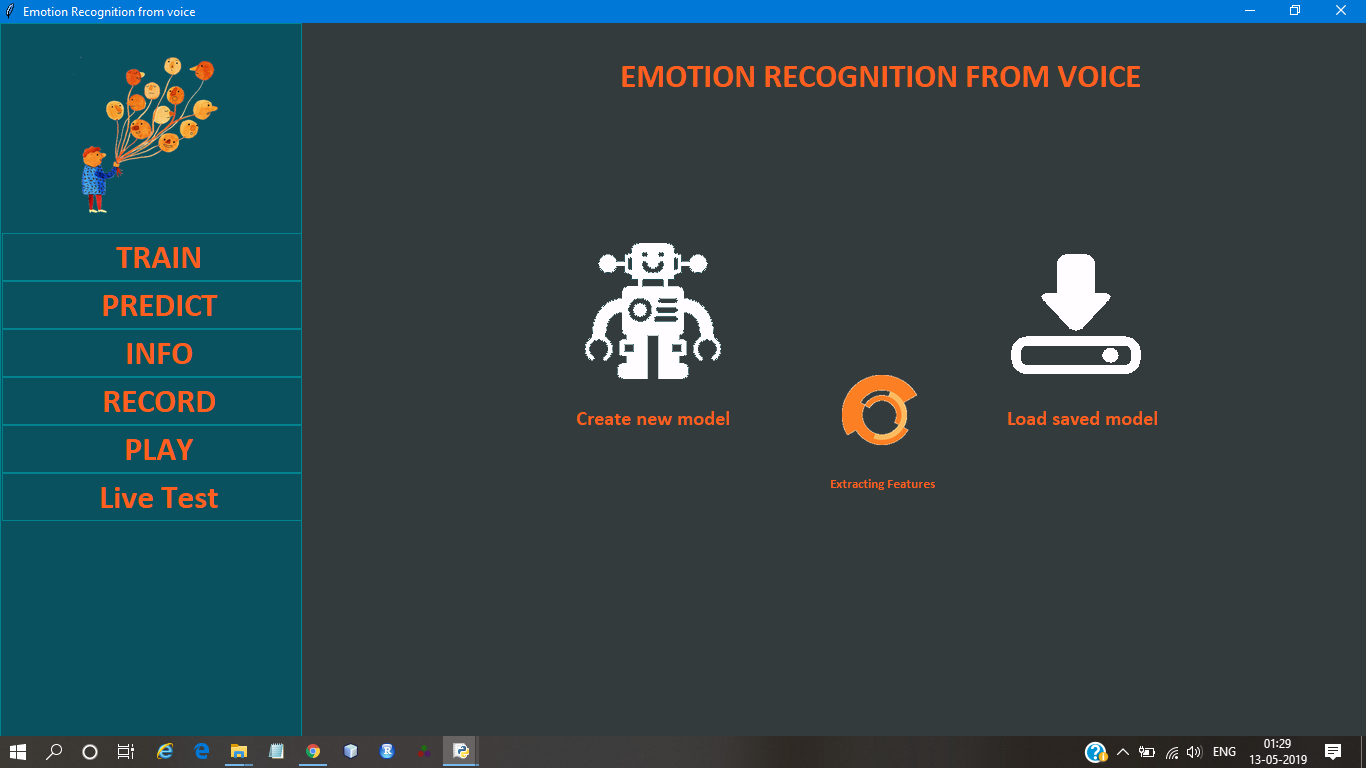 Emotion Recognition from voice
EMOTION RECOGNITION FROM VOICE
TRAIN
PREDICT
INFO
RECORD
PLAY
Live Test
Create new model
Load saved model
Extracting Features
ENG
01:29
13-05-2019